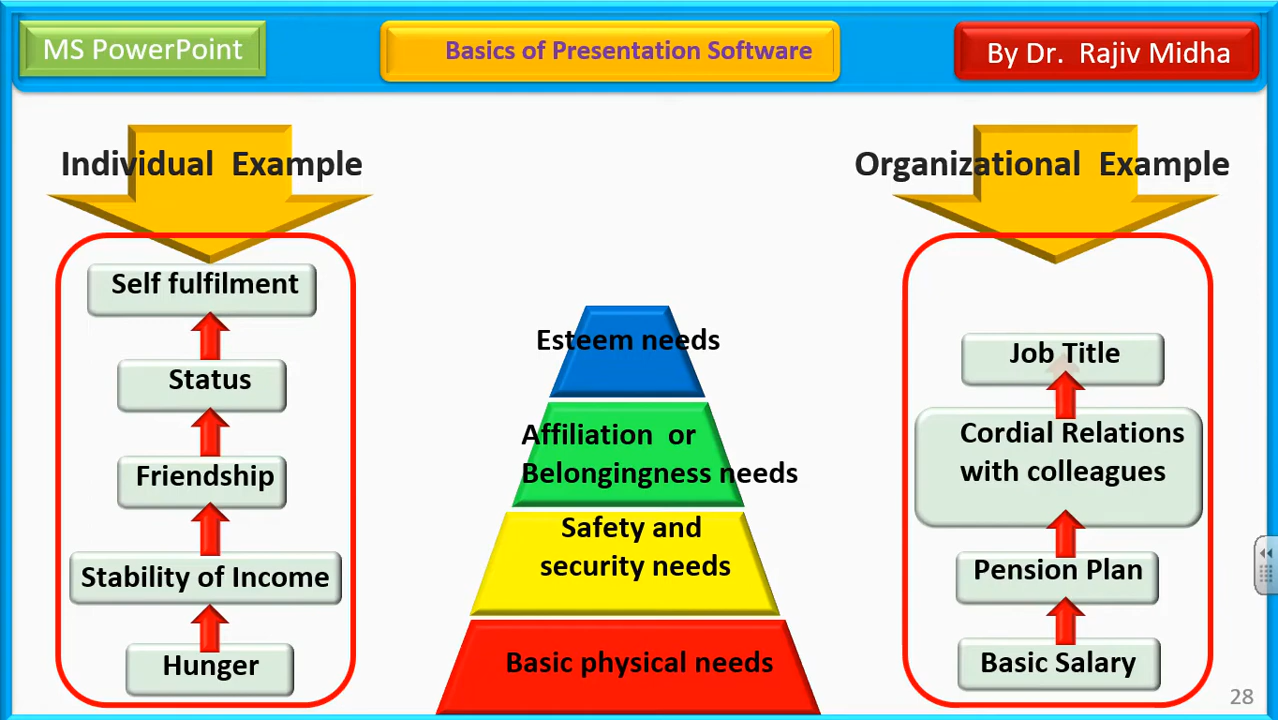 MS PowerPoint
Basics of Presentation Software
By Dr. Rajiv Midha
Individual Example
Organizational Example
Self fulfilment
Status
Friendship
Stability of Income
Hunger
Esteem needs
Affiliation or
Belongingness needs
Safety and
security needs
Basic physical needs
Job Title
Cordial Relations
with colleagues
Pension Plan
Basic Salary
28